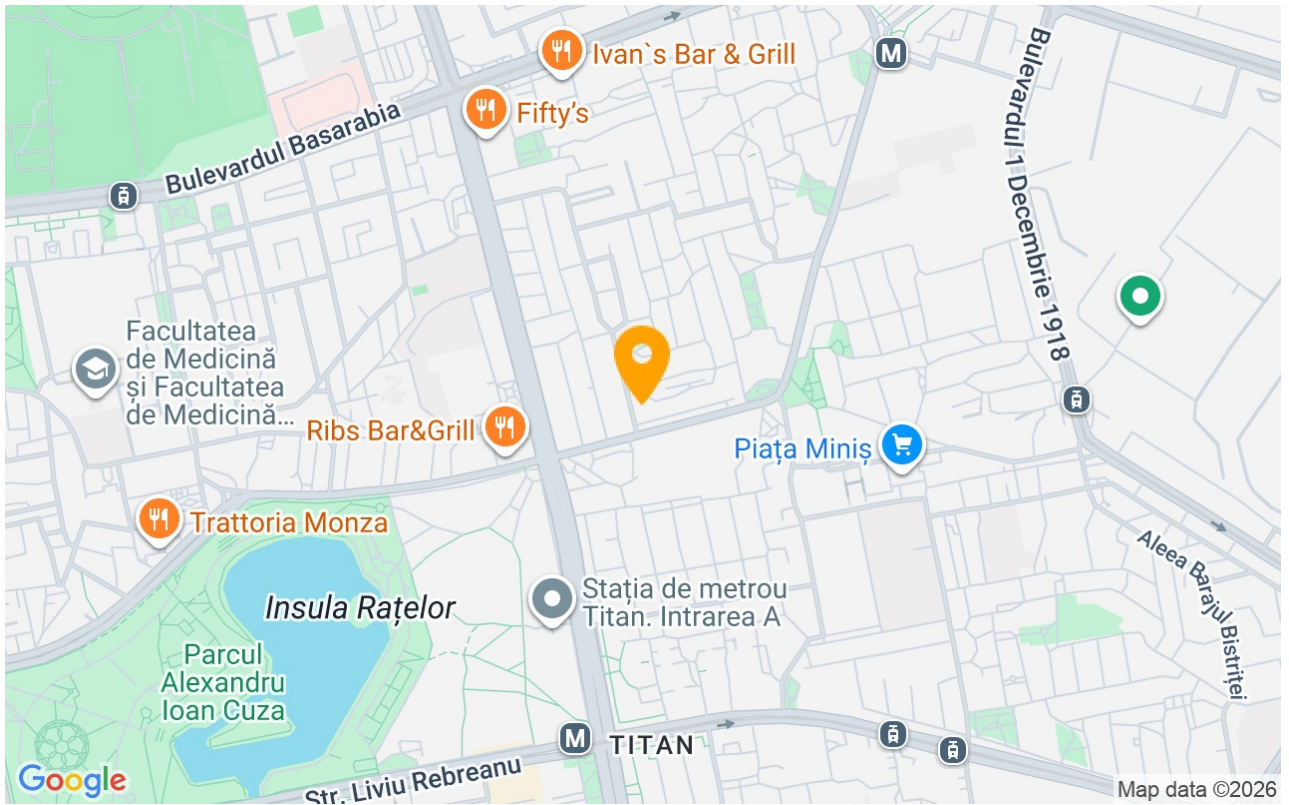 Ivan`s Bar & Grill
M
Fifty's
Bulevardul Basarabia
Bulevardul 1 Decembrie 1918
Facultatea
de Medicină
și Facultatea
de Medicină...
Ribs Bar&Grill
Piața Miniș
Trattoria Monza
Aleea Barajul Bistriței
Insula Rațelor
Stația de metrou
Titan. Intrarea A
Parcul
Alexandru
Ioan Cuza
M
TITAN
Str. Liviu Rebreanu
Google
Map data ©2026